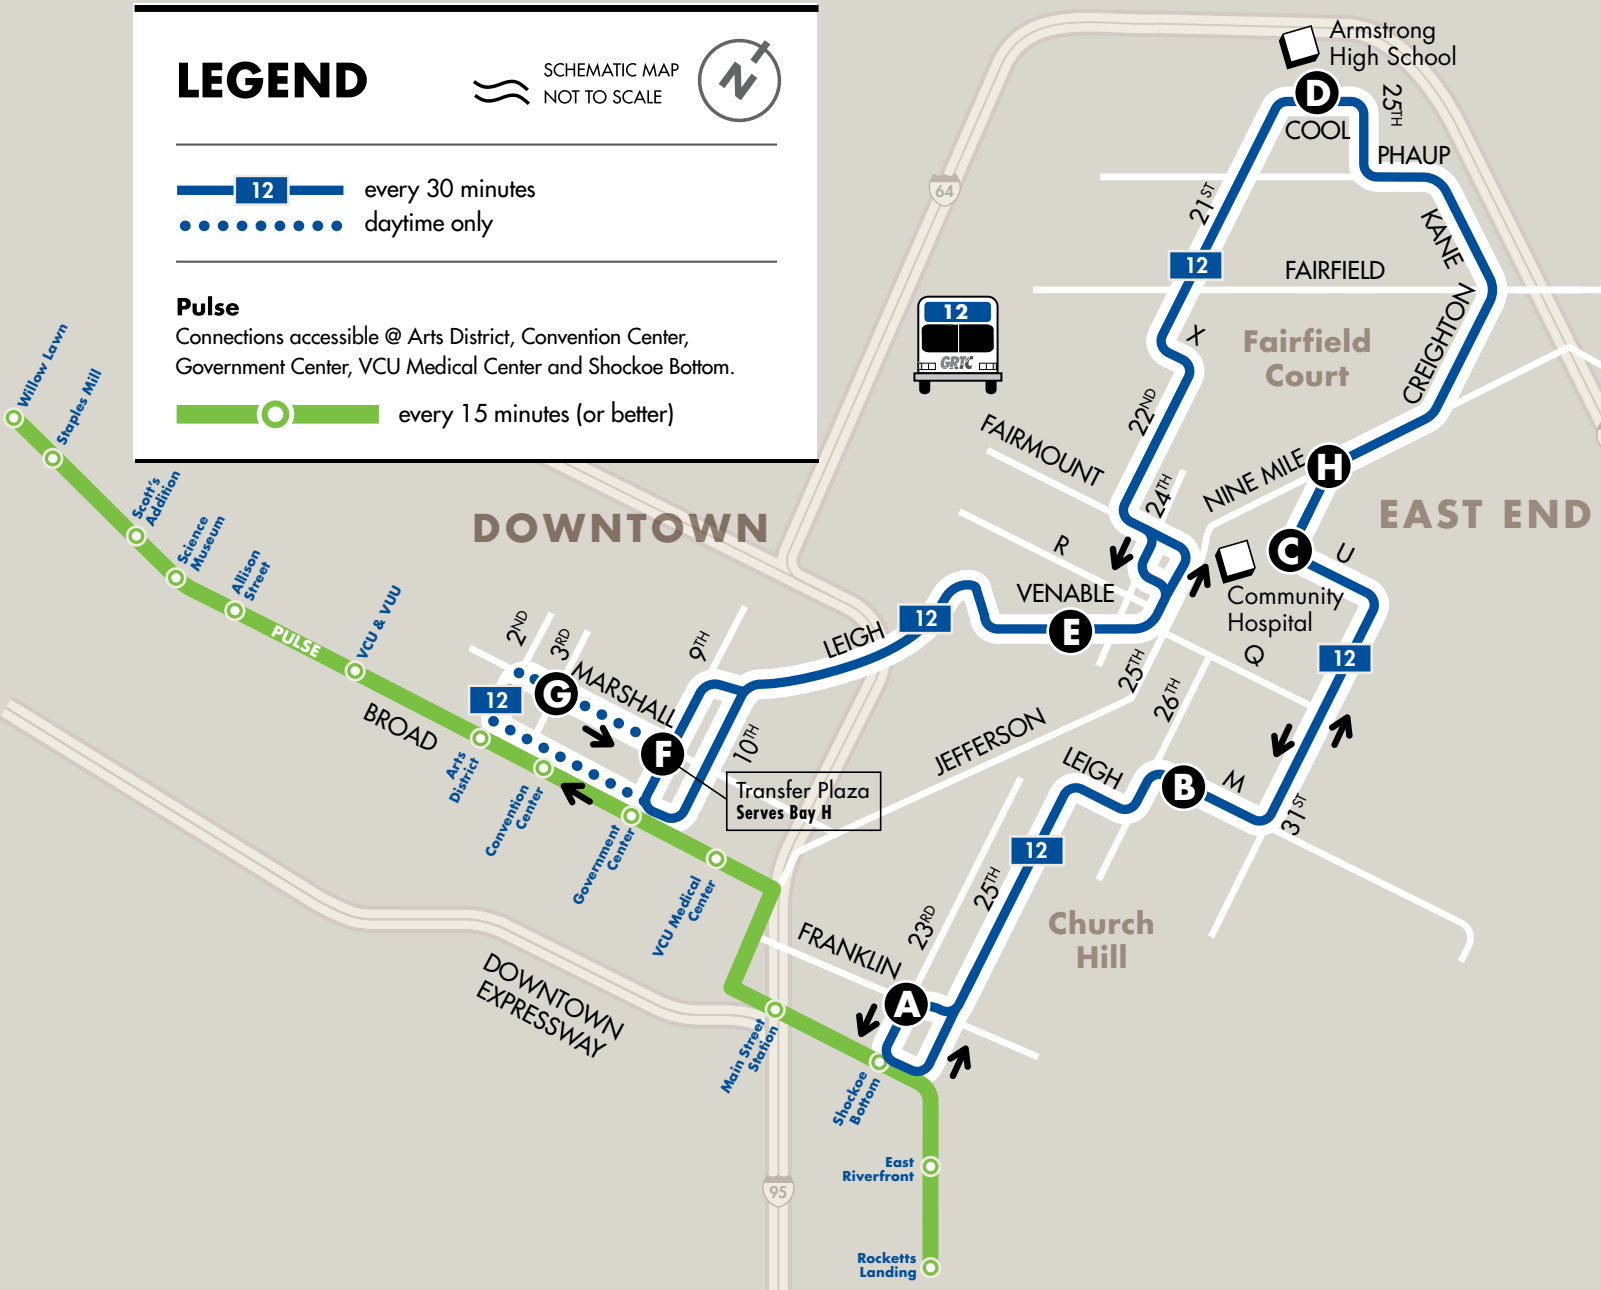 LEGEND
SCHEMATIC MAP
NOT TO SCALE
N
12
every 30 minutes
daytime only
Pulse
Connections accessible @ Arts District, Convention Center,
Government Center, VCU Medical Center and Shockoe Bottom.
every 15 minutes (or better)
Armstrong
High School
D
COOL
25TH
PHAUP
64
21ST
KANE
12
FAIRFIELD
CREIGHTON
12
GRTC
X
Fairfield
Court
22ND
FAIRMOUNT
24TH
NINE MILE
H
EAST END
DOWNTOWN
R
C
U
VENABLE
Community
Hospital
E
12
LEIGH
Q
12
25TH
26TH
Willow Lawn
Staples Mill
Scott's
Addition
Science
Museum
Allison
Street
VCU & VUU
PULSE
2ND
3RD
9TH
MARSHALL
G
12
BROAD
F
10TH
Transfer Plaza
Serves Bay H
JEFFERSON
LEIGH
B
M
31ST
Arts
District
Convention
Center
Government
Center
VCU Medical
Center
12
25TH
23RD
Church
Hill
FRANKLIN
A
DOWNTOWN
EXPRESSWAY
Main Street
Station
Shockoe
Bottom
East
Riverfront
95
Rocketts
Landing